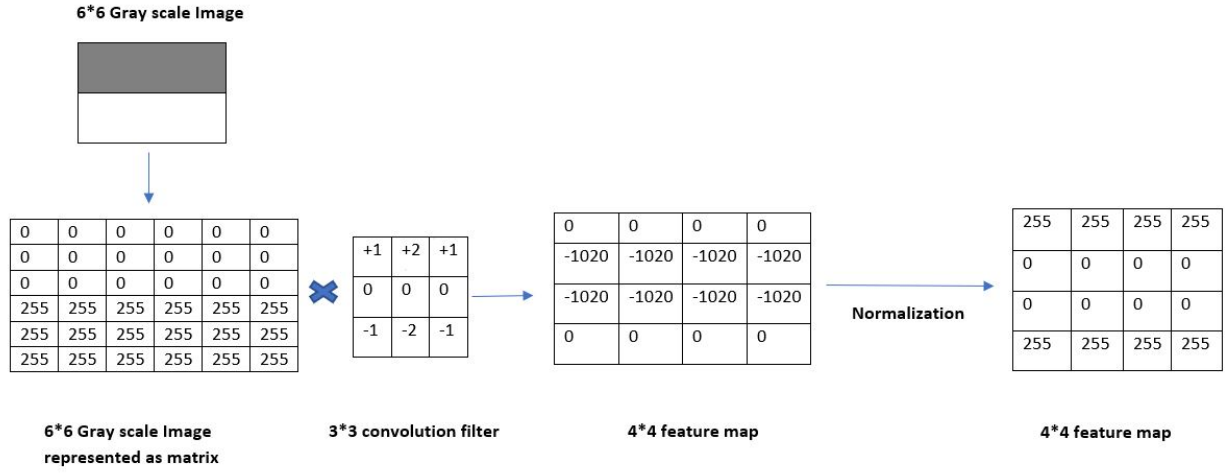 6*6 Gray scale Image
0 0 0 0 0 0
0 0 0 0 0 0
0 0 0 0 0 0
255 255 255 255 255 255
255 255 255 255 255 255
255 255 255 255 255 255
+1 +2 +1
0 0 0
-1 -2 -1
0 0 0 0
-1020 -1020 -1020 -1020
-1020 -1020 -1020 -1020
0 0 0 0
Normalization
255 255 255 255
0 0 0 0
0 0 0 0
255 255 255 255
6*6 Gray scale Image
represented as matrix
3*3 convolution filter
4*4 feature map
4*4 feature map